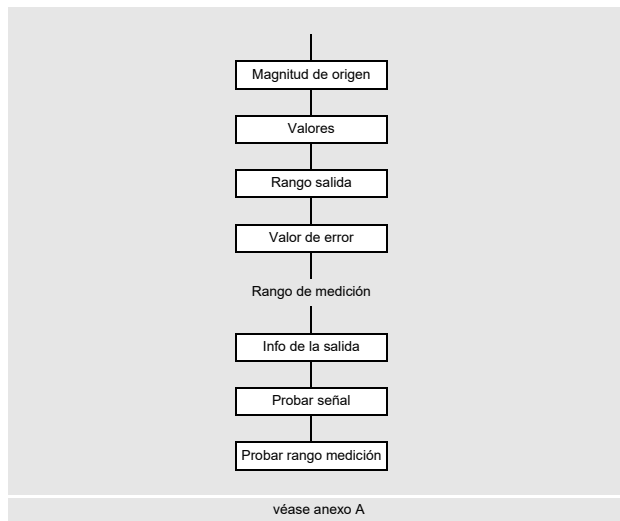 Magnitud de origen
Valores
Rango salida
Valor de error
Rango de medición
Info de la salida
Probar señal
Probar rango medición
véase anexo A